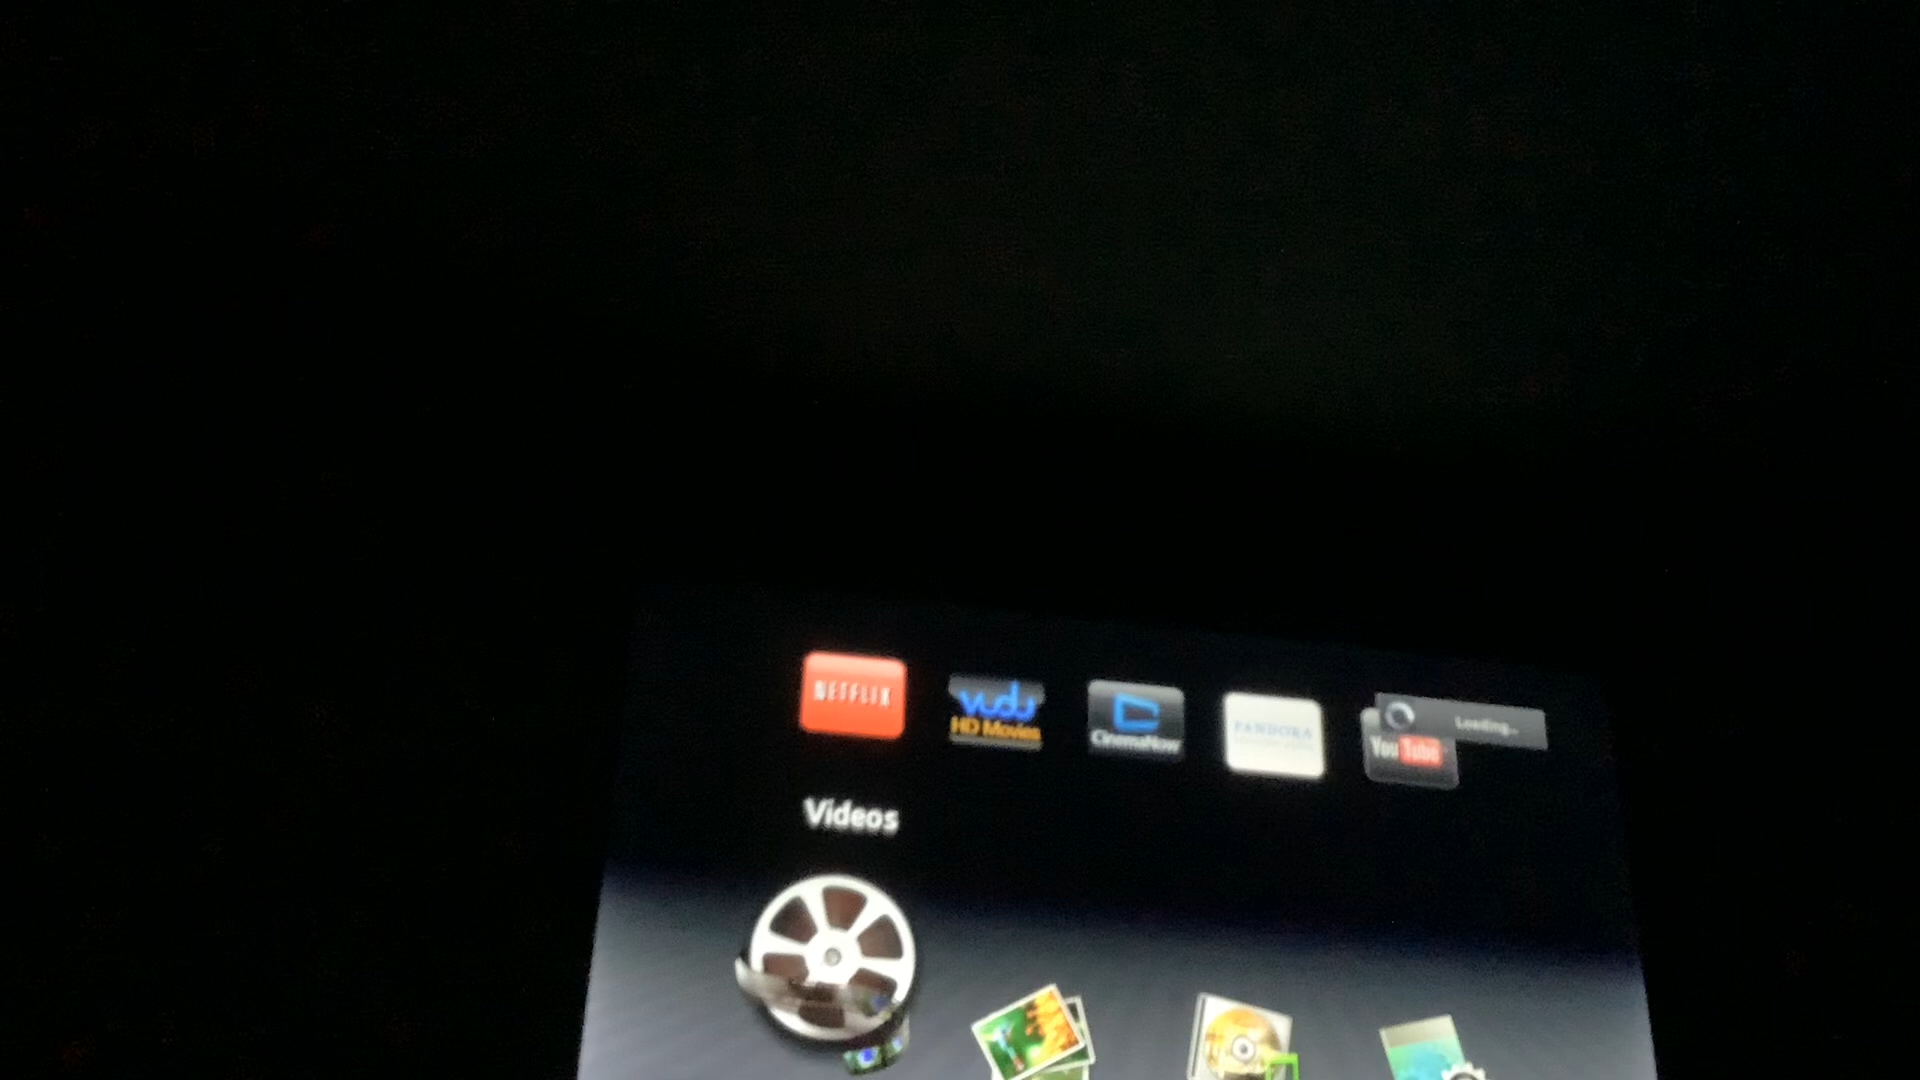 NETFLIX
vudu
HD Movies
CinemaNow
PANDORA
Loading...
YouTube
Videos